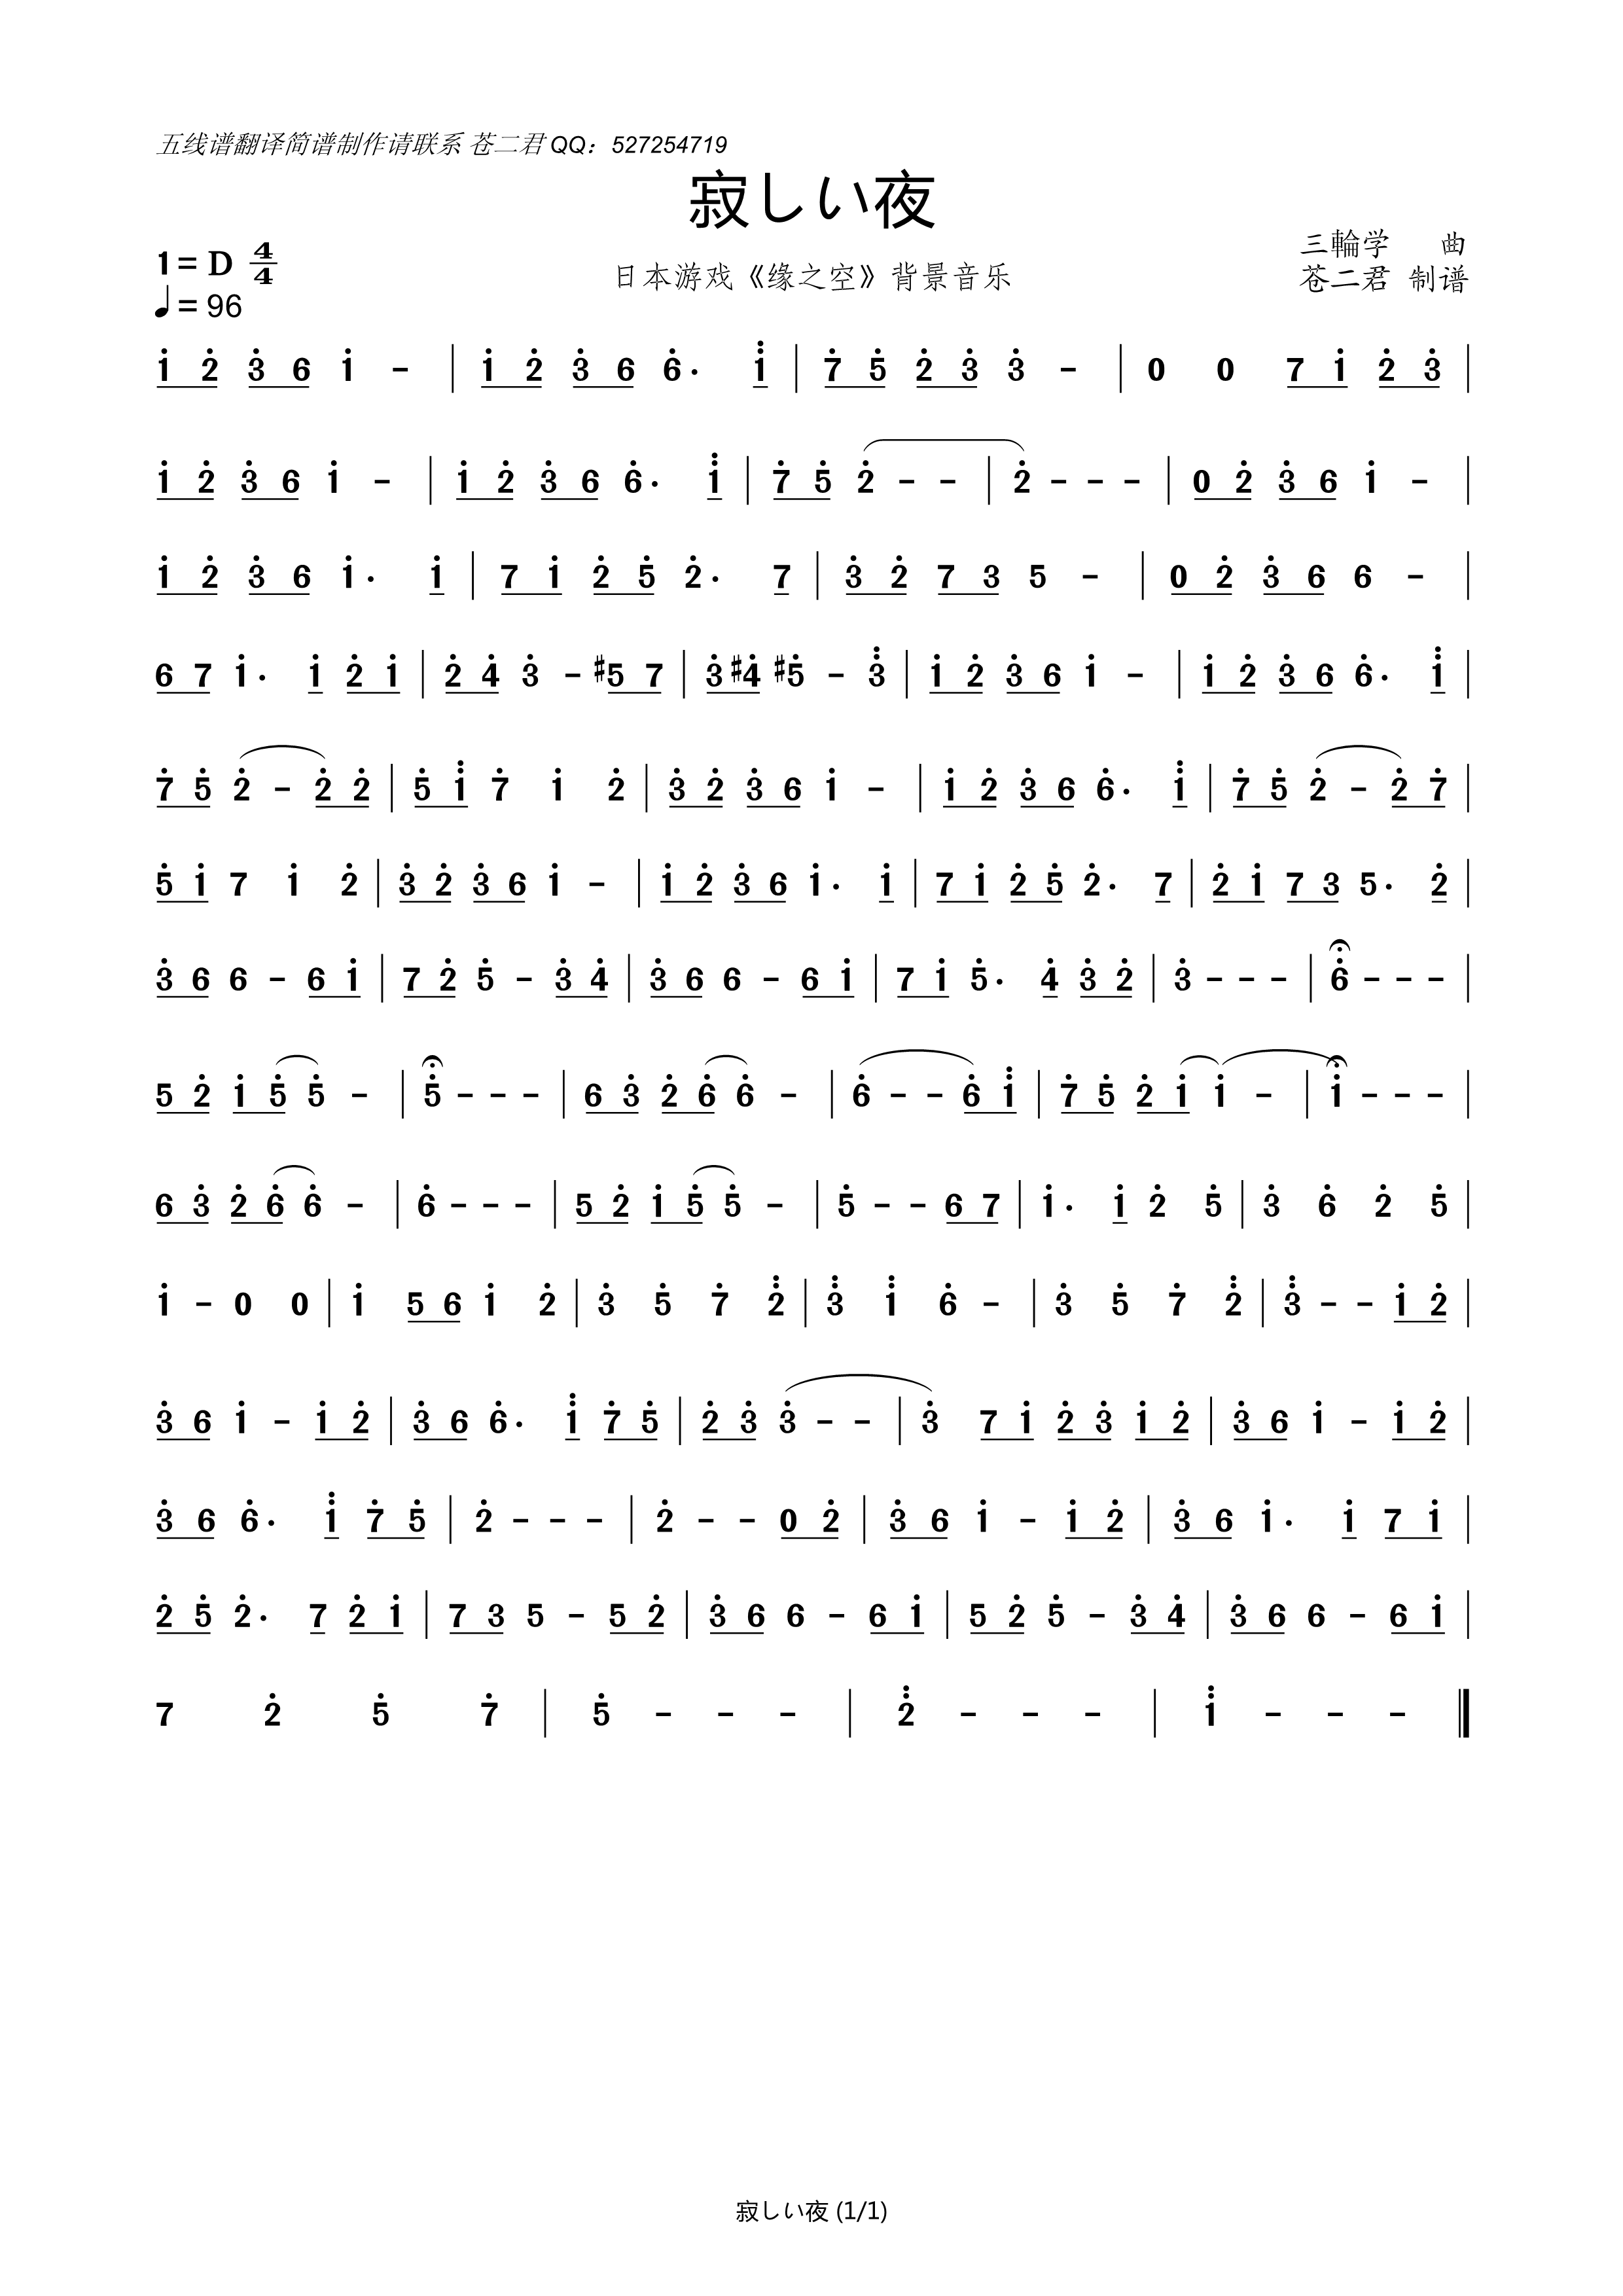 五线谱翻译简谱制作请联系 苍二君 QQ：527254719
寂しい夜
1= D 4/4
♩= 96
日本游戏《缘之空》背景音乐
三輪学 曲
苍二君 制谱
1̇ 2̇ 3̇ 6 1̇ - | 1̇ 2̇ 3̇ 6 6̇· 1̈ | 7̇ 5̇ 2̇ 3̇ 3̇ - | 0 0 7 1̇ 2̇ 3̇ |
1̇ 2̇ 3̇ 6 1̇ - | 1̇ 2̇ 3̇ 6 6̇· 1̈ | 7̇ 5̇ 2̇ - - | 2̇ - - - | 0 2̇ 3̇ 6 1̇ - |
1̇ 2̇ 3̇ 6 1̇· 1̇ | 7 1̇ 2̇ 5̇ 2̇· 7 | 3̇ 2̇ 7 3 5 - | 0 2̇ 3̇ 6 6 - |
6 7 1̇· 1̇ 2̇ 1̇ | 2̇ 4̇ 3̇ - #5 7 | 3̇ #4̇ #5̇ - 3̈ | 1̇ 2̇ 3̇ 6 1̇ - | 1̇ 2̇ 3̇ 6 6̇· 1̈ |
7̇ 5̇ 2̇ - 2̇ 2̇ | 5̇ 1̈ 7̇ 1̇ 2̇ | 3̇ 2̇ 3̇ 6 1̇ - | 1̇ 2̇ 3̇ 6 6̇· 1̈ | 7̇ 5̇ 2̇ - 2̇ 7̇ |
5̇ 1̇ 7 1̇ 2̇ | 3̇ 2̇ 3̇ 6 1̇ - | 1̇ 2̇ 3̇ 6 1̇· 1̇ | 7 1̇ 2̇ 5̇ 2̇· 7 | 2̇ 1̇ 7 3 5· 2̇ |
3̇ 6 6 - 6 1̇ | 7 2̇ 5̇ - 3̇ 4̇ | 3̇ 6 6 - 6 1̇ | 7 1̇ 5̇· 4̇ 3̇ 2̇ | 3̇ - - - | 6̇ - - - |
5 2̇ 1̇ 5̇ 5̇ - | 5̇ - - - | 6 3̇ 2̇ 6̇ 6̇ - | 6̇ - - 6̇ 1̈ | 7̇ 5̇ 2̇ 1̇ 1̇ - | 1̇ - - - |
6 3̇ 2̇ 6̇ 6̇ - | 6̇ - - - | 5 2̇ 1̇ 5̇ 5̇ - | 5̇ - - 6 7 | 1̇· 1̇ 2̇ 5̇ | 3̇ 6̇ 2̇ 5̇ |
1̇ - 0 0 | 1̇ 5 6 1̇ 2̇ | 3̇ 5̇ 7̇ 2̈ | 3̈ 1̈ 6̇ - | 3̇ 5̇ 7̇ 2̈ | 3̈ - - 1̇ 2̇ |
3̇ 6 1̇ - 1̇ 2̇ | 3̇ 6 6̇· 1̈ 7̇ 5̇ | 2̇ 3̇ 3̇ - - | 3̇ 7 1̇ 2̇ 3̇ 1̇ 2̇ | 3̇ 6 1̇ - 1̇ 2̇ |
3̇ 6 6̇· 1̈ 7̇ 5̇ | 2̇ - - - | 2̇ - - 0 2̇ | 3̇ 6 1̇ - 1̇ 2̇ | 3̇ 6 1̇· 1̇ 7 1̇ |
2̇ 5̇ 2̇· 7 2̇ 1̇ | 7 3 5 - 5 2̇ | 3̇ 6 6 - 6 1̇ | 5 2̇ 5̇ - 3̇ 4̇ | 3̇ 6 6 - 6 1̇ |
7 2̇ 5̇ 7̇ | 5̇ - - - | 2̈ - - - | 1̈ - - - ‖
寂しい夜 (1/1)